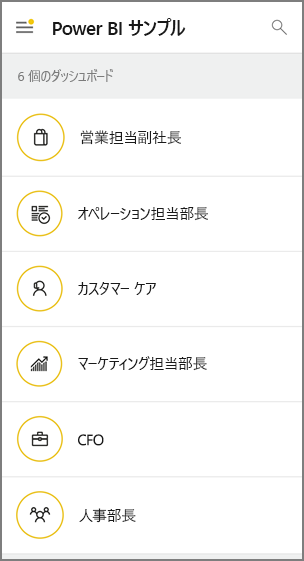 Power BI サンプル
6 個のダッシュボード
営業担当副社長
オペレーション担当部長
カスタマー ケア
マーケティング担当部長
CFO
人事部長